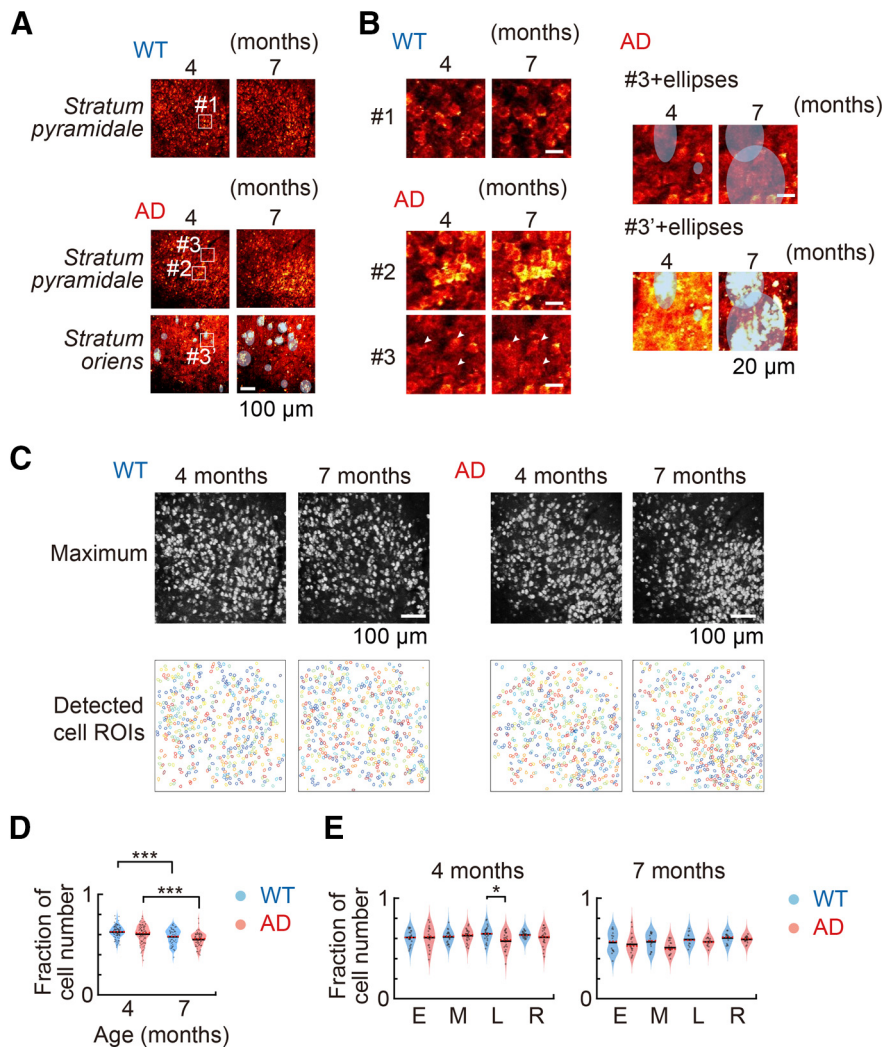 A
WT
(months)
4 7
Stratum
pyramidale
#1
(months)
AD
4 7
Stratum
pyramidale
#3
#2
Stratum
oriens
#3’
100 µm
B
WT
(months)
4 7
#1
AD
(months)
4 7
#2
#3
AD
#3+ellipses
4 7
(months)
#3’+ellipses
4 7
(months)
20 µm
C
WT
4 months 7 months
AD
4 months 7 months
Maximum
100 µm
100 µm
Detected
cell ROIs
D
Fraction of
cell number
1
0
***
***
WT
AD
4 7
Age (months)
E
4 months 7 months
Fraction of
cell number
1
0
*
E M L R
1
0
E M L R
WT
AD